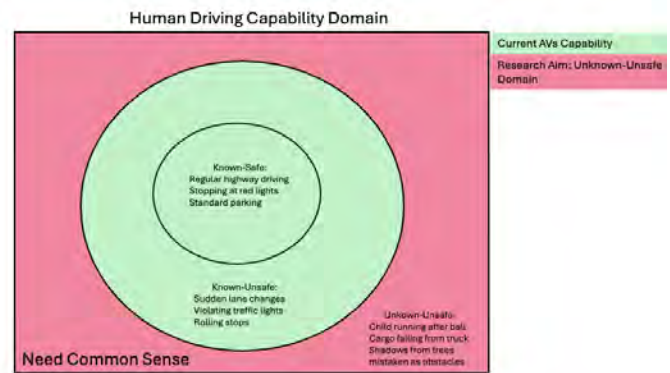 Human Driving Capability Domain
Current AVs Capability
Research Aim: Unknown-Unsafe
Domain
Known-Safe:
Regular highway driving
Stopping at red lights
Standard parking
Known-Unsafe:
Sudden lane changes
Violating traffic lights
Rolling stops
Unkown-Unsafe:
Child running after ball
Cargo falling from truck
Shadows from trees
mistaken as obstacles
Need Common Sense